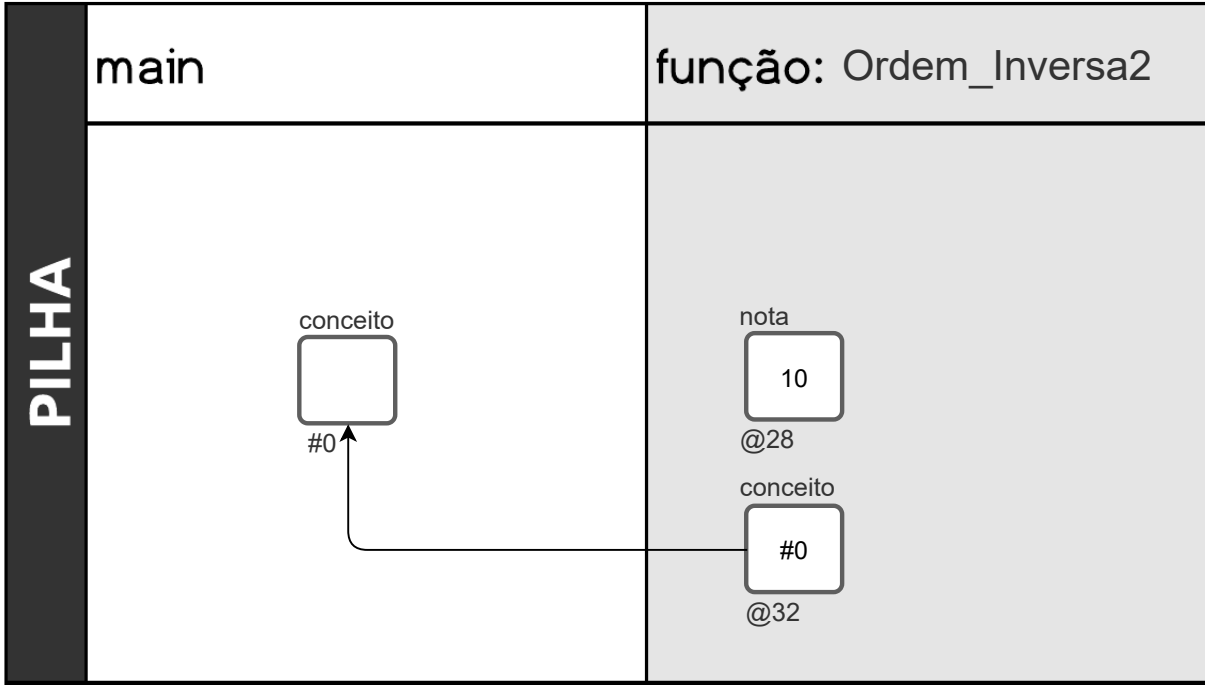 PILHA
main
função: Ordem_Inversa2
conceito
#0
nota
10
@28
conceito
#0
@32